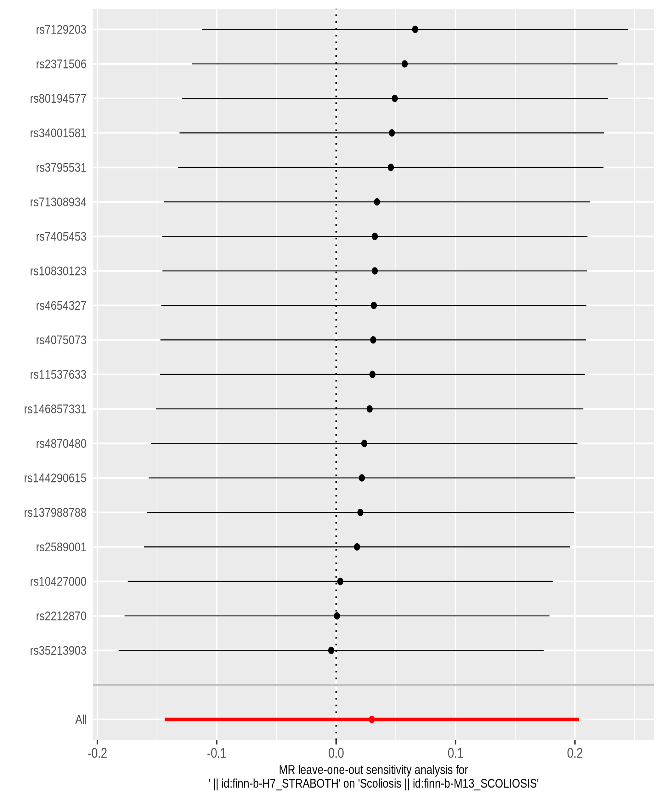 rs7129203
rs2371506
rs80194577
rs34001581
rs3795531
rs71308934
rs7405453
rs10830123
rs4654327
rs4075073
rs11537633
rs146857331
rs4870480
rs144290615
rs137988788
rs2589001
rs10427000
rs2212870
rs35213903
All
-0.2 -0.1 0.0 0.1 0.2
MR leave-one-out sensitivity analysis for
' || id:finn-b-H7_STRABOTH' on 'Scoliosis || id:finn-b-M13_SCOLIOSIS'